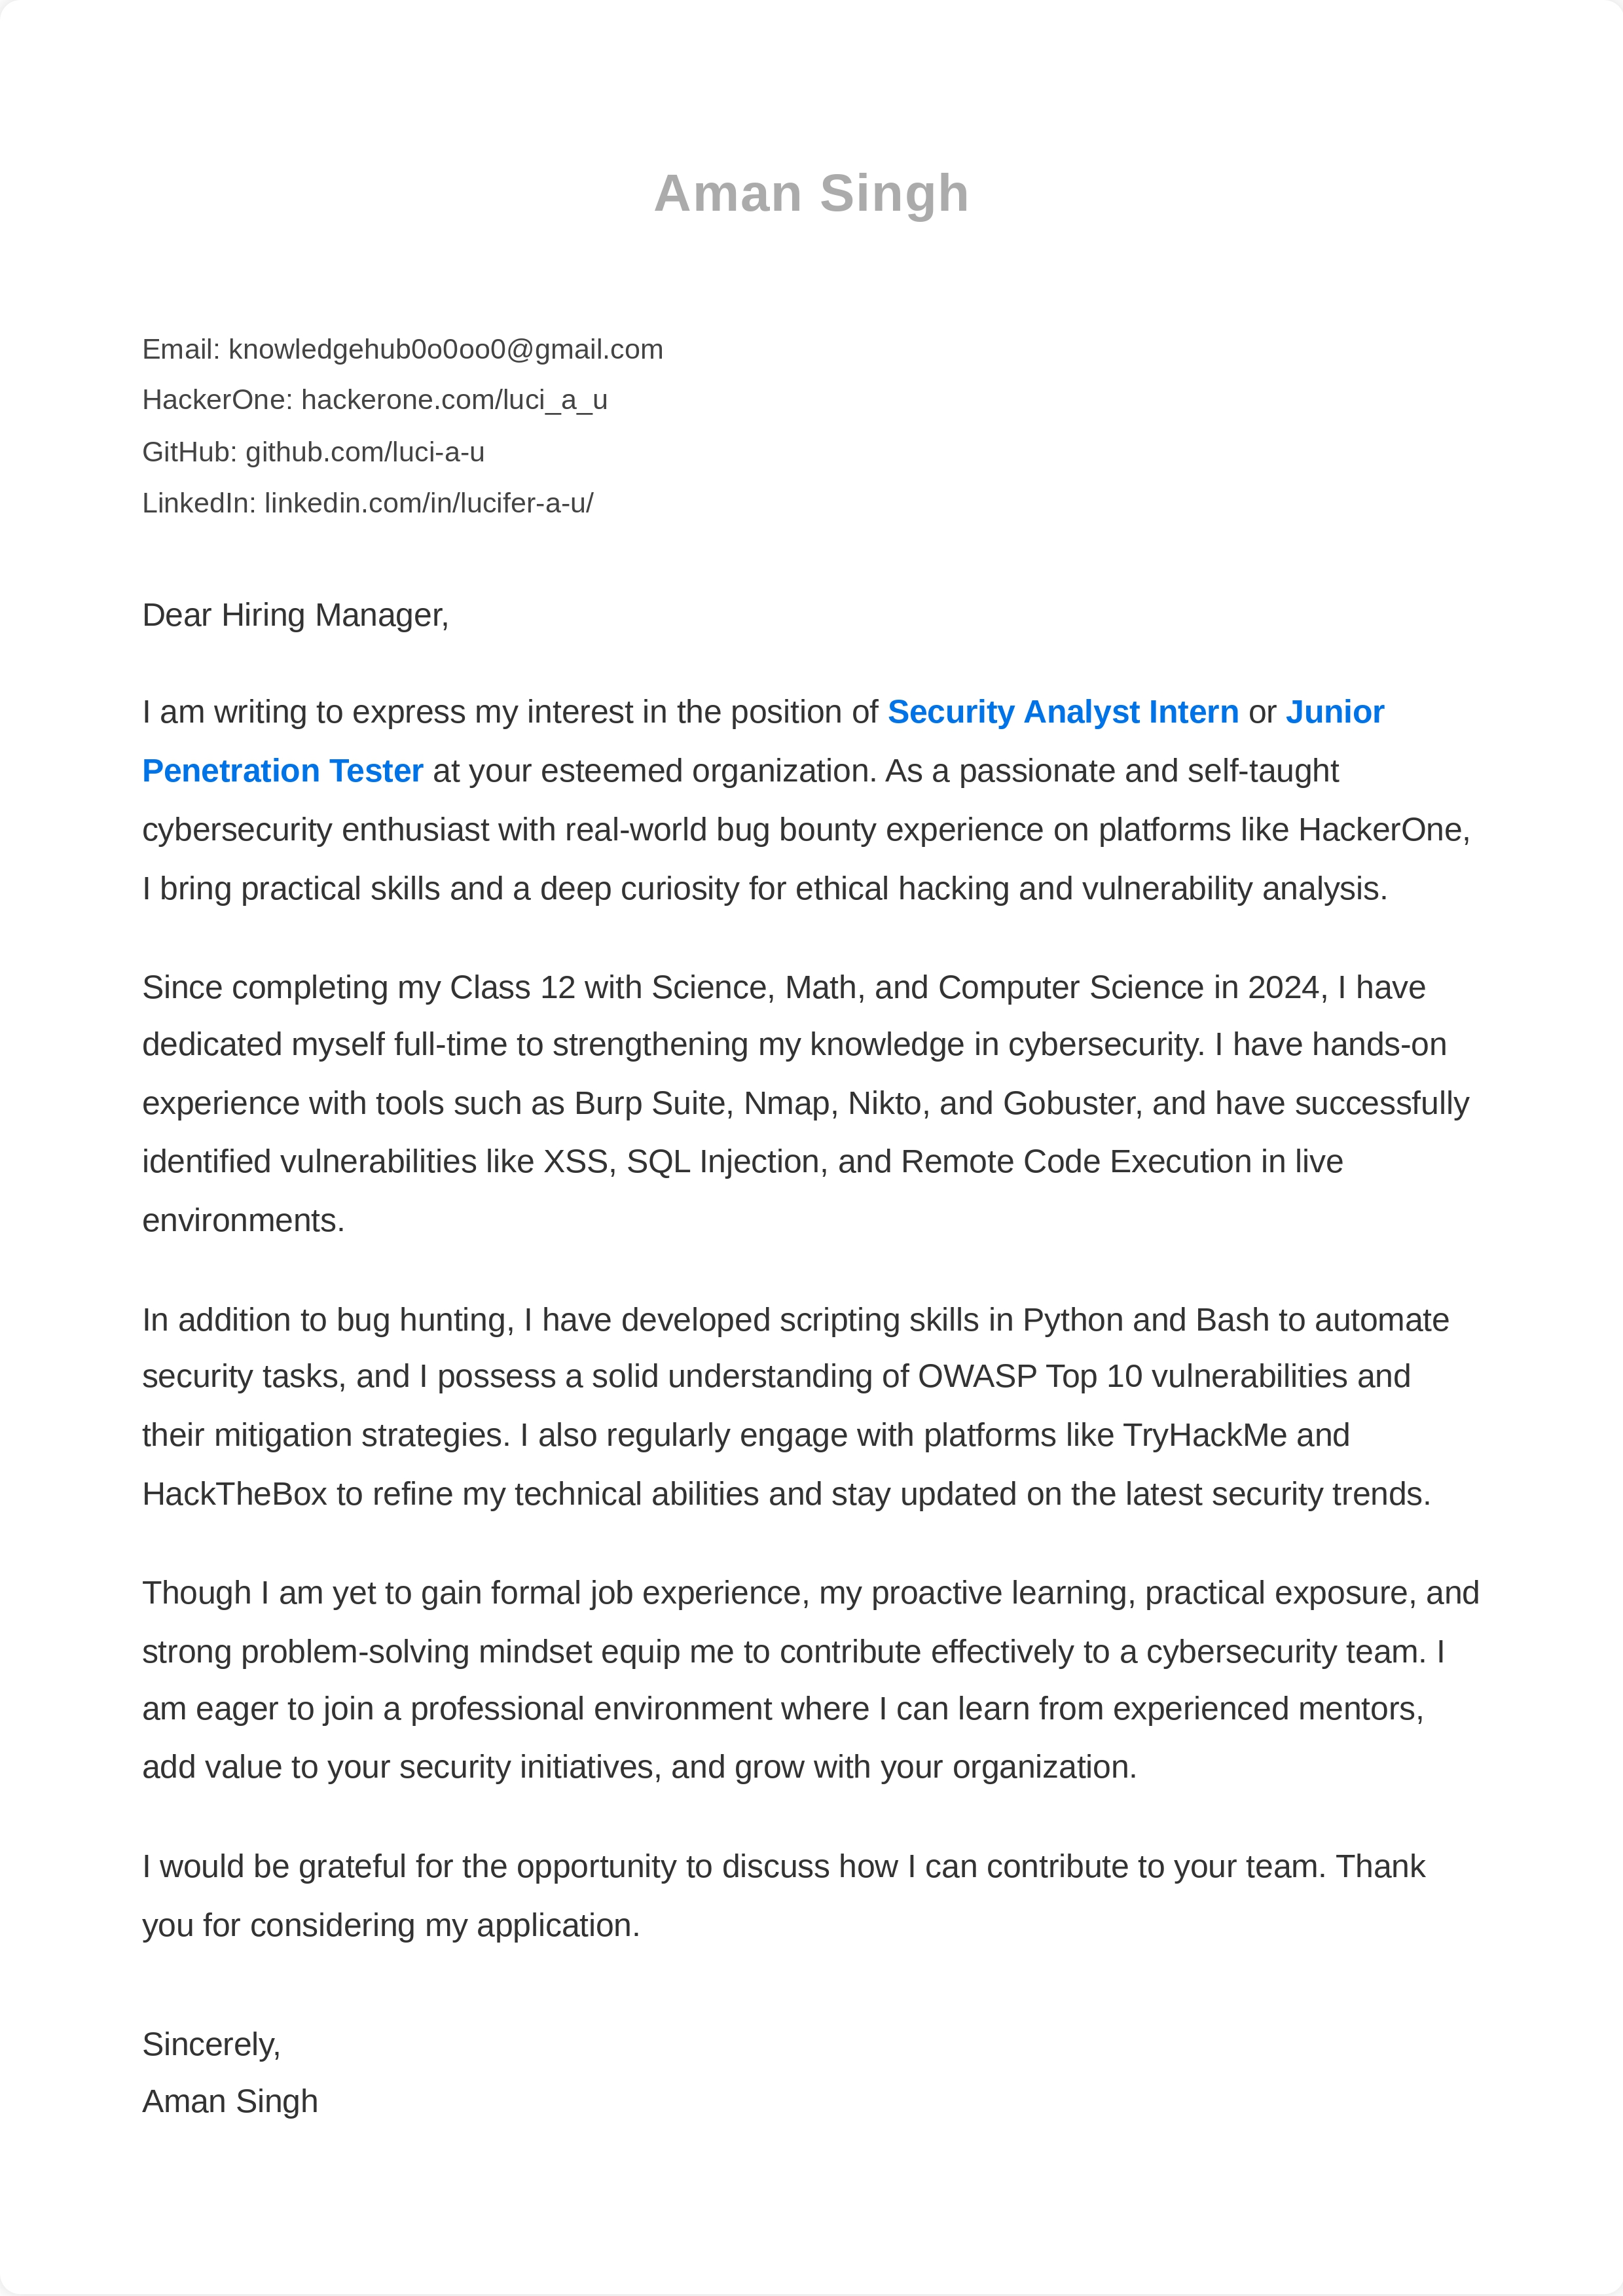 Aman Singh
Email: knowledgehub0o0oo0@gmail.com
HackerOne: hackerone.com/luci_a_u
GitHub: github.com/luci-a-u
LinkedIn: linkedin.com/in/lucifer-a-u/
Dear Hiring Manager,
I am writing to express my interest in the position of Security Analyst Intern or Junior
Penetration Tester at your esteemed organization. As a passionate and self-taught
cybersecurity enthusiast with real-world bug bounty experience on platforms like HackerOne,
I bring practical skills and a deep curiosity for ethical hacking and vulnerability analysis.
Since completing my Class 12 with Science, Math, and Computer Science in 2024, I have
dedicated myself full-time to strengthening my knowledge in cybersecurity. I have hands-on
experience with tools such as Burp Suite, Nmap, Nikto, and Gobuster, and have successfully
identified vulnerabilities like XSS, SQL Injection, and Remote Code Execution in live
environments.
In addition to bug hunting, I have developed scripting skills in Python and Bash to automate
security tasks, and I possess a solid understanding of OWASP Top 10 vulnerabilities and
their mitigation strategies. I also regularly engage with platforms like TryHackMe and
HackTheBox to refine my technical abilities and stay updated on the latest security trends.
Though I am yet to gain formal job experience, my proactive learning, practical exposure, and
strong problem-solving mindset equip me to contribute effectively to a cybersecurity team. I
am eager to join a professional environment where I can learn from experienced mentors,
add value to your security initiatives, and grow with your organization.
I would be grateful for the opportunity to discuss how I can contribute to your team. Thank
you for considering my application.
Sincerely,
Aman Singh